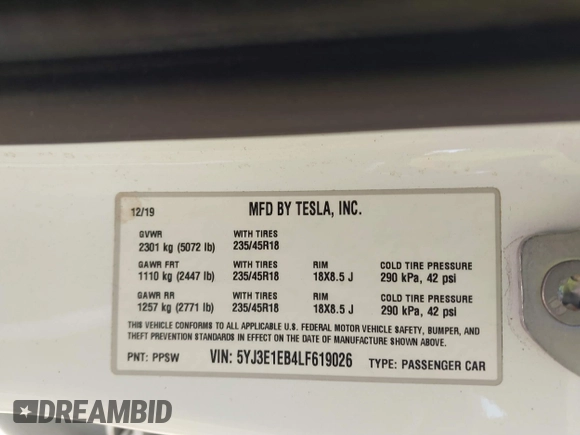 12/19 MFD BY TESLA, INC.
GVWR WITH TIRES
2301 kg (5072 lb) 235/45R18
GAWR FRT WITH TIRES RIM COLD TIRE PRESSURE
1110 kg (2447 lb) 235/45R18 18X8.5 J 290 kPa, 42 psi
GAWR RR WITH TIRES RIM COLD TIRE PRESSURE
1257 kg (2771 lb) 235/45R18 18X8.5 J 290 kPa, 42 psi
THIS VEHICLE CONFORMS TO ALL APPLICABLE U.S. FEDERAL MOTOR VEHICLE SAFETY, BUMPER, AND
THEFT PREVENTION STANDARDS IN EFFECT ON THE DATE OF MANUFACTURE SHOWN ABOVE.
PNT: PPSW VIN: 5YJ3E1EB4LF619026 TYPE: PASSENGER CAR
DREAMBID